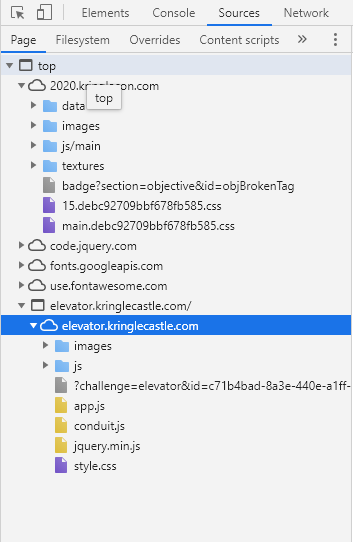 Elements Console Sources Network
Page Filesystem Overrides Content scripts
top
2020.kringlecon.com
top
data
images
js/main
textures
badge?section=objective&id=objBrokenTag
15.debc92709bbf678fb585.css
main.debc92709bbf678fb585.css
code.jquery.com
fonts.googleapis.com
use.fontawesome.com
elevator.kringlecastle.com/
elevator.kringlecastle.com
images
js
?challenge=elevator&id=c71b4bad-8a3e-440e-a1ff-
app.js
conduit.js
jquery.min.js
style.css